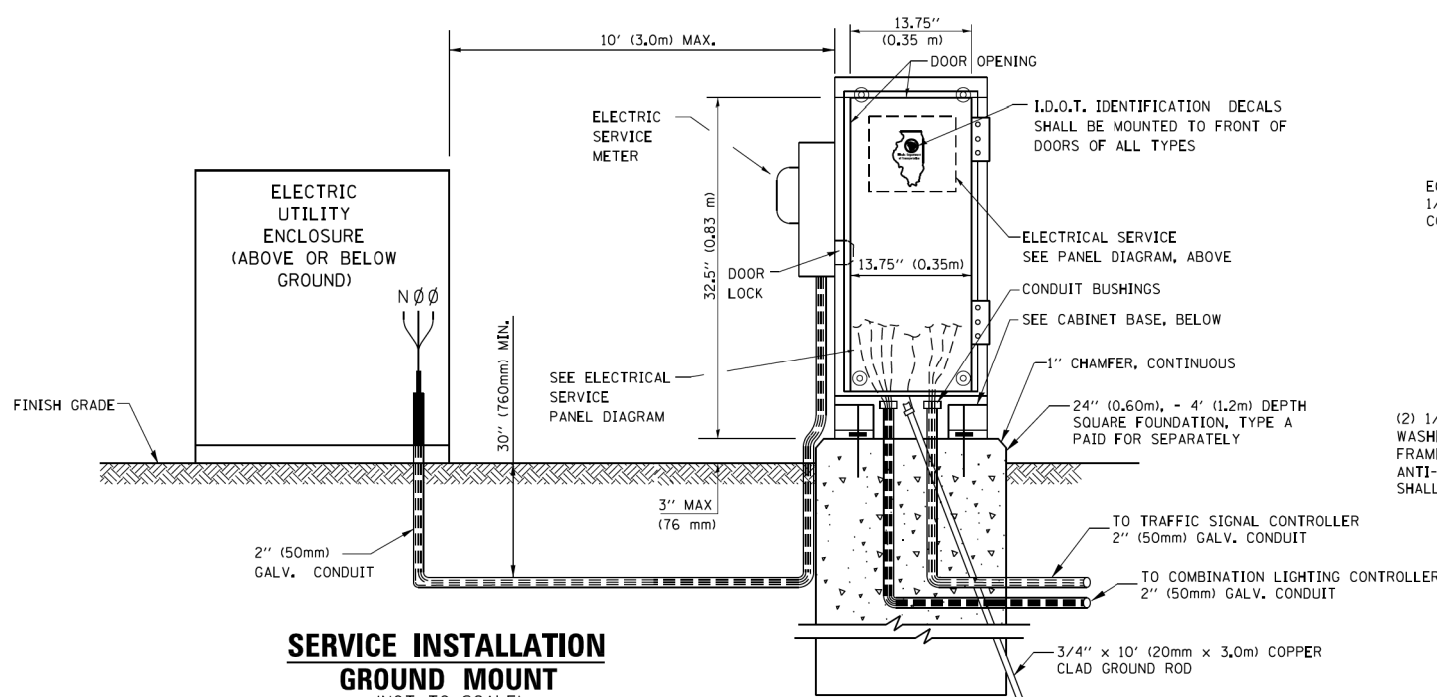 13.75"
(0.35 m)
10' (3.0m) MAX.
DOOR OPENING
ELECTRIC
SERVICE
METER
I.D.O.T. IDENTIFICATION DECALS
SHALL BE MOUNTED TO FRONT OF
DOORS OF ALL TYPES
ELECTRIC
UTILITY
ENCLOSURE
(ABOVE OR BELOW
GROUND)
N Ø Ø
32.5" (0.83 m)
DOOR
LOCK
13.75" (0.35m)
ELECTRICAL SERVICE
SEE PANEL DIAGRAM, ABOVE
CONDUIT BUSHINGS
SEE CABINET BASE, BELOW
30" (760mm) MIN.
SEE ELECTRICAL
SERVICE
PANEL DIAGRAM
1" CHAMFER, CONTINUOUS
24" (0.60m), - 4' (1.2m) DEPTH
SQUARE FOUNDATION, TYPE A
PAID FOR SEPARATELY
FINISH GRADE
3" MAX
(76 mm)
2" (50mm)
GALV. CONDUIT
TO TRAFFIC SIGNAL CONTROLLER
2" (50mm) GALV. CONDUIT
TO COMBINATION LIGHTING CONTROLLER
2" (50mm) GALV. CONDUIT
3/4" x 10' (20mm x 3.0m) COPPER
CLAD GROUND ROD
SERVICE INSTALLATION
GROUND MOUNT
(2) 1/
ANTI-
SHALL